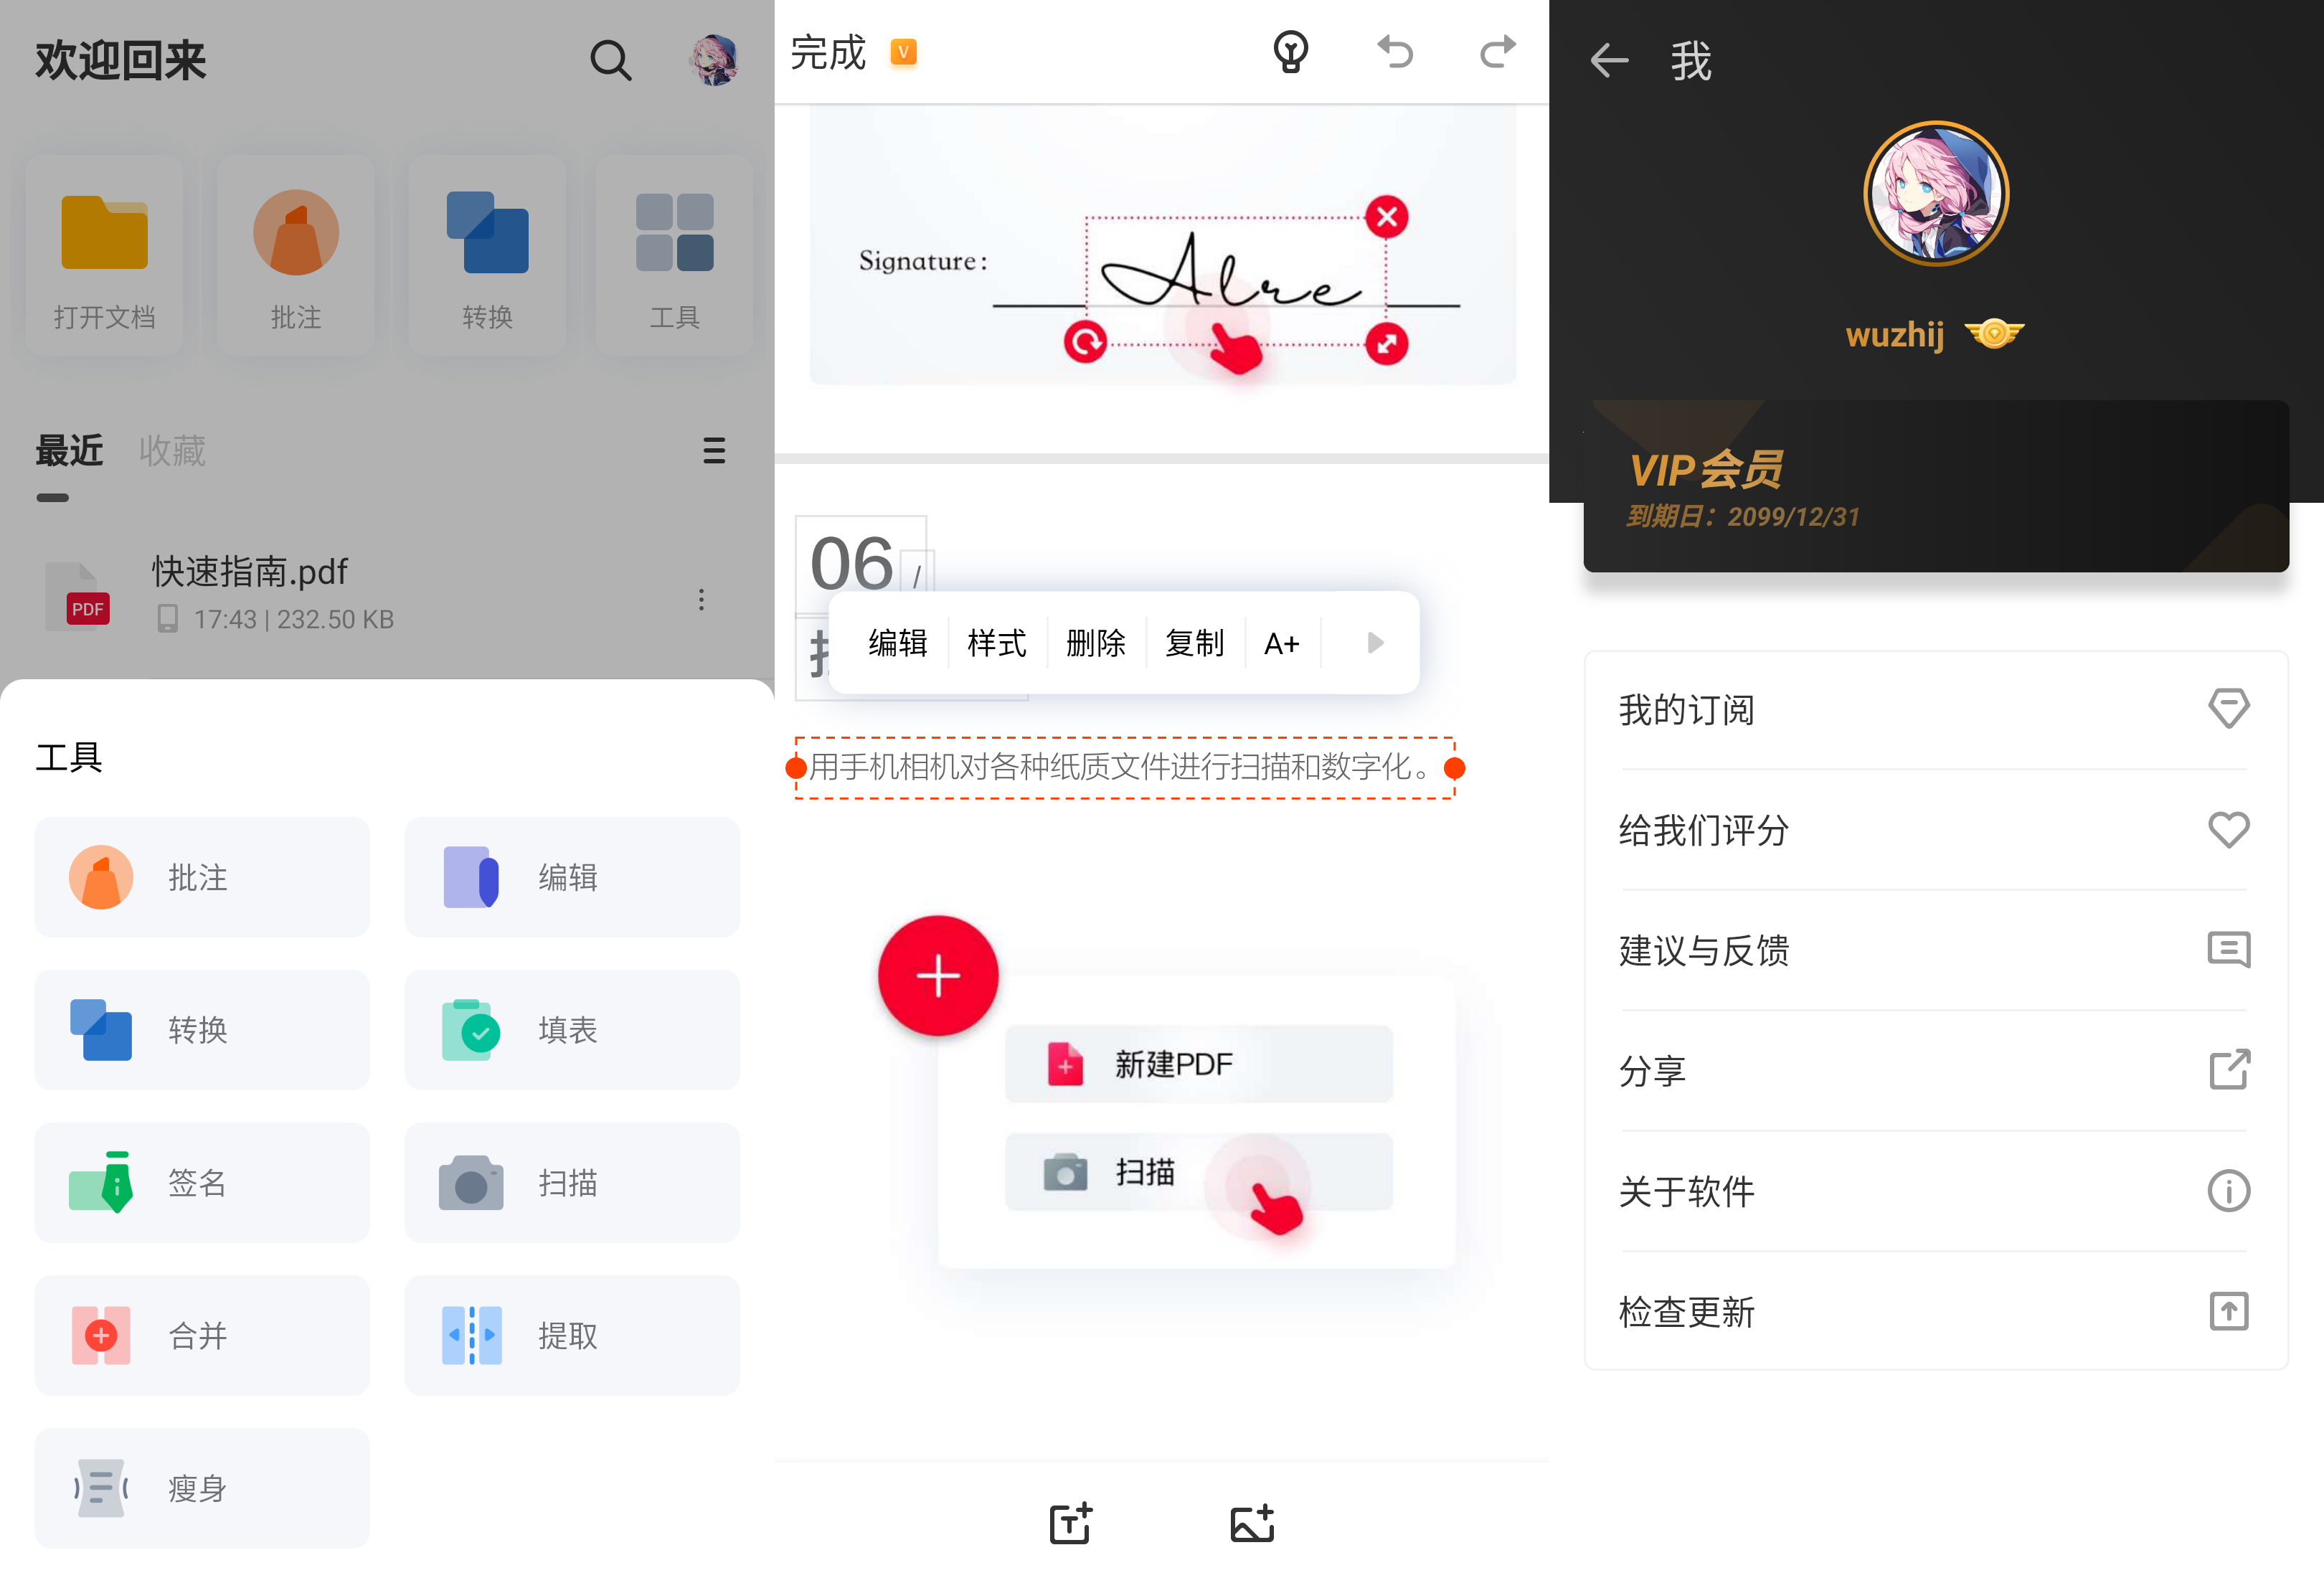 欢迎回来
打开文档
批注
转换
工具
最近
收藏
快速指南.pdf
PDF
17:43 | 232.50 KB
工具
批注
编辑
转换
填表
签名
扫描
合并
提取
瘦身
完成
V
Signature:
Alre
06 /
编辑
样式
删除
复制
A+
用手机相机对各种纸质文件进行扫描和数字化。
新建PDF
扫描
我
wuzhij
VIP会员
到期日：2099/12/31
我的订阅
给我们评分
建议与反馈
分享
关于软件
检查更新